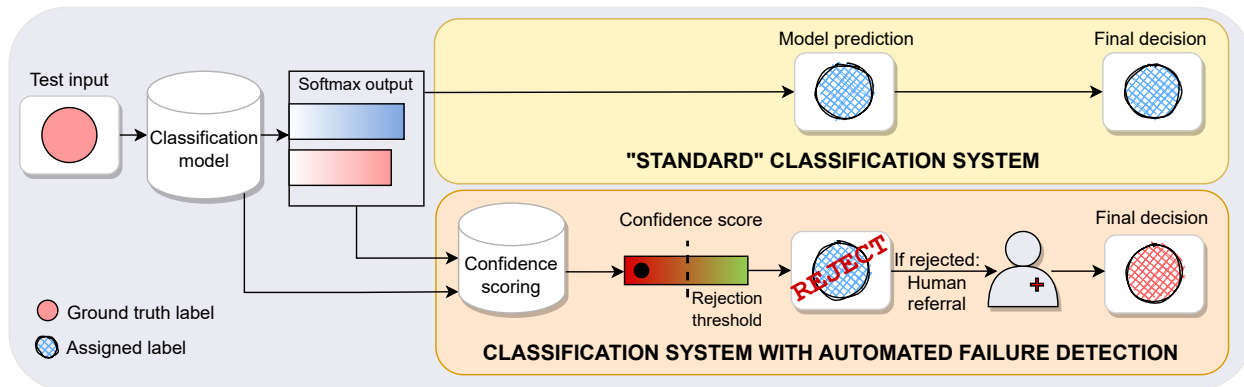 Test input
Classification
model
Softmax output
Model prediction
Final decision
"STANDARD" CLASSIFICATION SYSTEM
Confidence
scoring
Confidence score
Rejection
threshold
REJECT
If rejected:
Human
referral
Final decision
CLASSIFICATION SYSTEM WITH AUTOMATED FAILURE DETECTION
Ground truth label
Assigned label